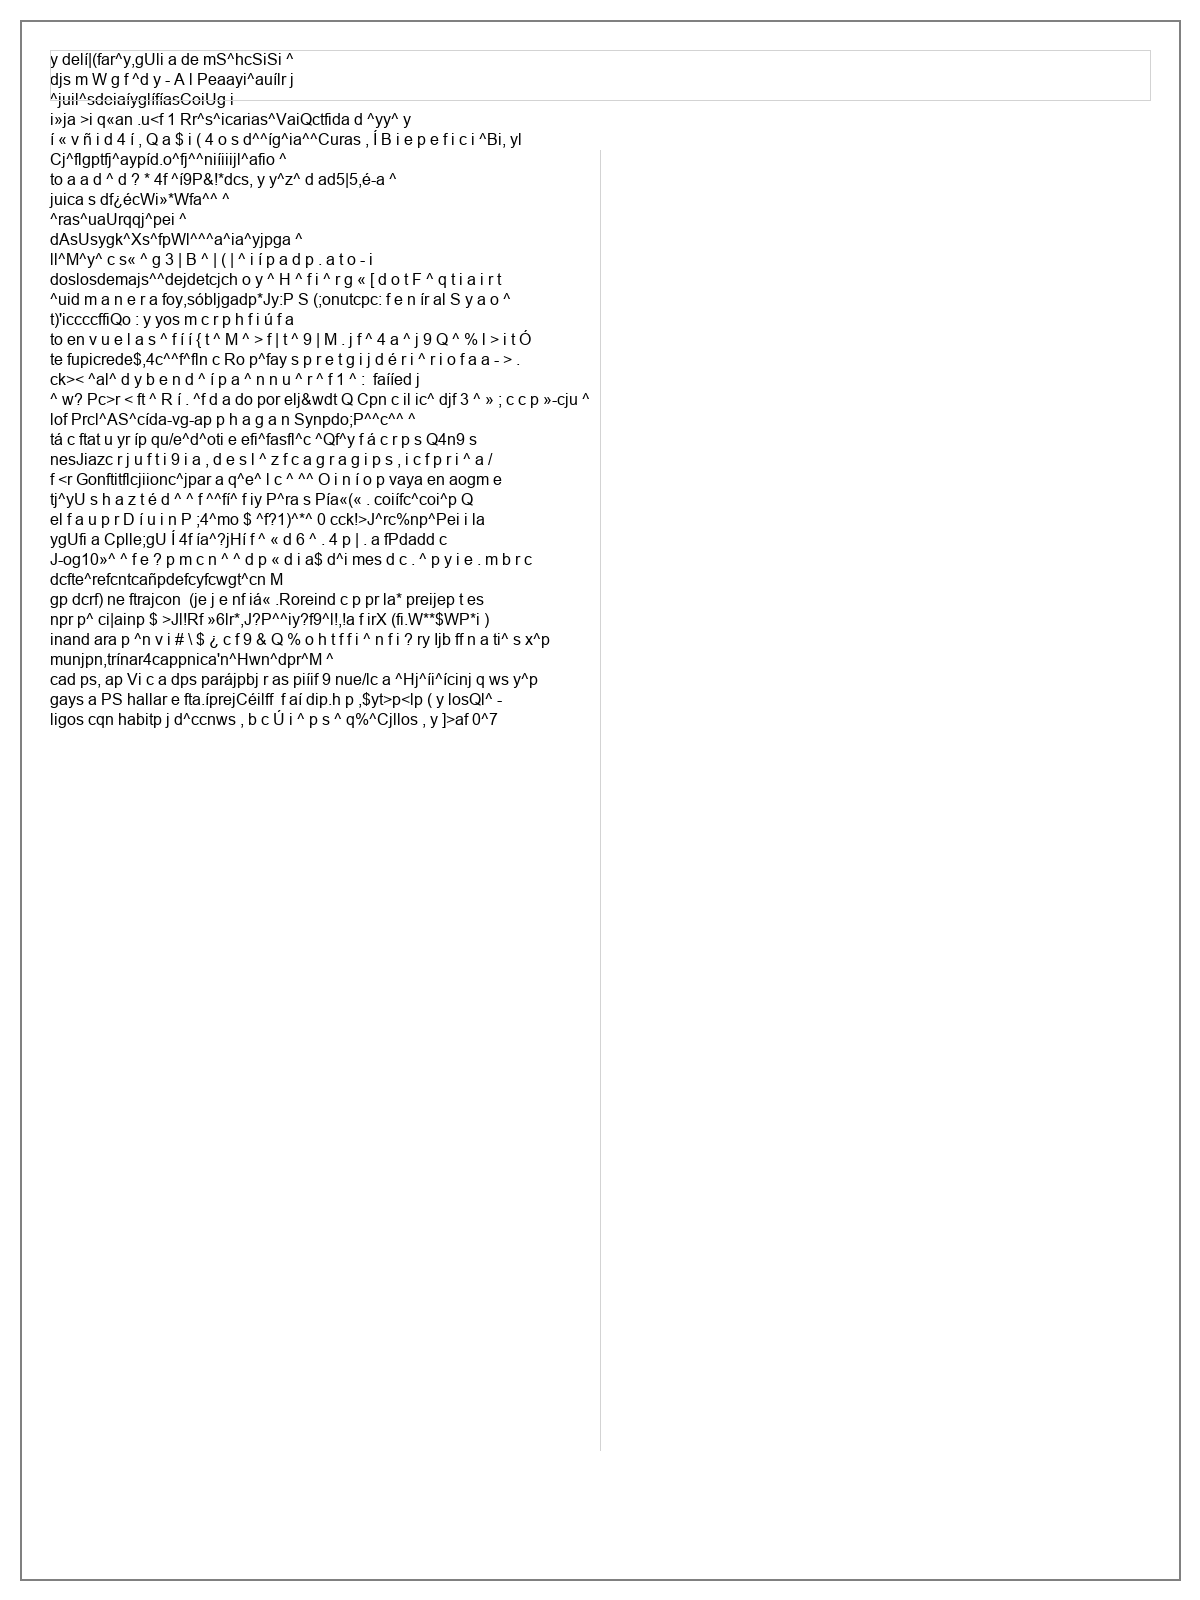 y delí|(far^y,gUli a de mS^hcSiSi ^
djs m W g f ^d y - A l Peaayi^auílr j
^juil^sdeiaíyglífíasCoiUg i
i»ja >i q«an .u<f 1 Rr^s^icarias^VaiQctfida d ^yy^ y
í « v ñ i d 4 í , Q a $ i ( 4 o s d^^íg^ia^^Curas , Í B i e p e f i c i ^Bi, yl
Cj^flgptfj^aypíd.o^fj^^niíiiijl^afio ^
to a a d ^ d ? * 4f ^í9P&!*dcs, y y^z^ d ad5|5,é-a ^
juica s df¿écWi»*Wfa^^ ^
^ras^uaUrqqj^pei ^
dAsUsygk^Xs^fpWl^^^a^ia^yjpga ^
ll^M^y^ c s« ^ g 3 | B ^ | ( | ^ i í p a d p . a t o - i
doslosdemajs^^dejdetcjch o y ^ H ^ f i ^ r g « [ d o t F ^ q t i a i r t
^uid m a n e r a foy,sóbljgadp*Jy:P S (;onutcpc: f e n ír al S y a o ^
t)'iccccffiQo : y yos m c r p h f i ú f a
to en v u e l a s ^ f í í { t ^ M ^ > f | t ^ 9 | M . j f ^ 4 a ^ j 9 Q ^ % l > i t Ó
te fupicrede$,4c^^f^fln c Ro p^fay s p r e t g i j d é r i ^ r i o f a a - > .
ck>< ^al^ d y b e n d ^ í p a ^ n n u ^ r ^ f 1 ^ :  faííed j
^ w? Pc>r < ft ^ R í . ^f d a do por elj&wdt Q Cpn c il ic^ djf 3 ^ » ; c c p »-cju ^
lof Prcl^AS^cída-vg-ap p h a g a n Synpdo;P^^c^^ ^
tá c ftat u yr íp qu/e^d^oti e efi^fasfl^c ^Qf^y f á c r p s Q4n9 s
nesJiazc r j u f t i 9 i a , d e s l ^ z f c a g r a g i p s , i c f p r i ^ a /
f <r Gonftitflcjiionc^jpar a q^e^ l c ^ ^^ O i n í o p vaya en aogm e
tj^yU s h a z t é d ^ ^ f ^^fí^ f iy P^ra s Pía«(« . coiífc^coi^p Q
el f a u p r D í u i n P ;4^mo $ ^f?1)^*^ 0 cck!>J^rc%np^Pei i la
ygUfi a Cplle;gU Í 4f ía^?jHí f ^ « d 6 ^ . 4 p | . a fPdadd c
J-og10»^ ^ f e ? p m c n ^ ^ d p « d i a$ d^i mes d c . ^ p y i e . m b r c
dcfte^refcntcañpdefcyfcwgt^cn M
gp dcrf) ne ftrajcon  (je j e nf iá« .Roreind c p pr la* preijep t es
npr p^ ci|ainp $ >Jl!Rf »6lr*,J?P^^iy?f9^l!,!a f irX (fi.W**$WP*i )
inand ara p ^n v i # \ $ ¿ c f 9 & Q % o h t f f i ^ n f i ? ry Ijb ff n a ti^ s x^p
munjpn,trínar4cappnica'n^Hwn^dpr^M ^
cad ps, ap Vi c a dps parájpbj r as piíif 9 nue/lc a ^Hj^íi^ícinj q ws y^p
gays a PS hallar e fta.íprejCéilff  f aí dip.h p ,$yt>p<lp ( y losQl^ -
ligos cqn habitp j d^ccnws , b c Ú i ^ p s ^ q%^Cjllos , y ]>af 0^7